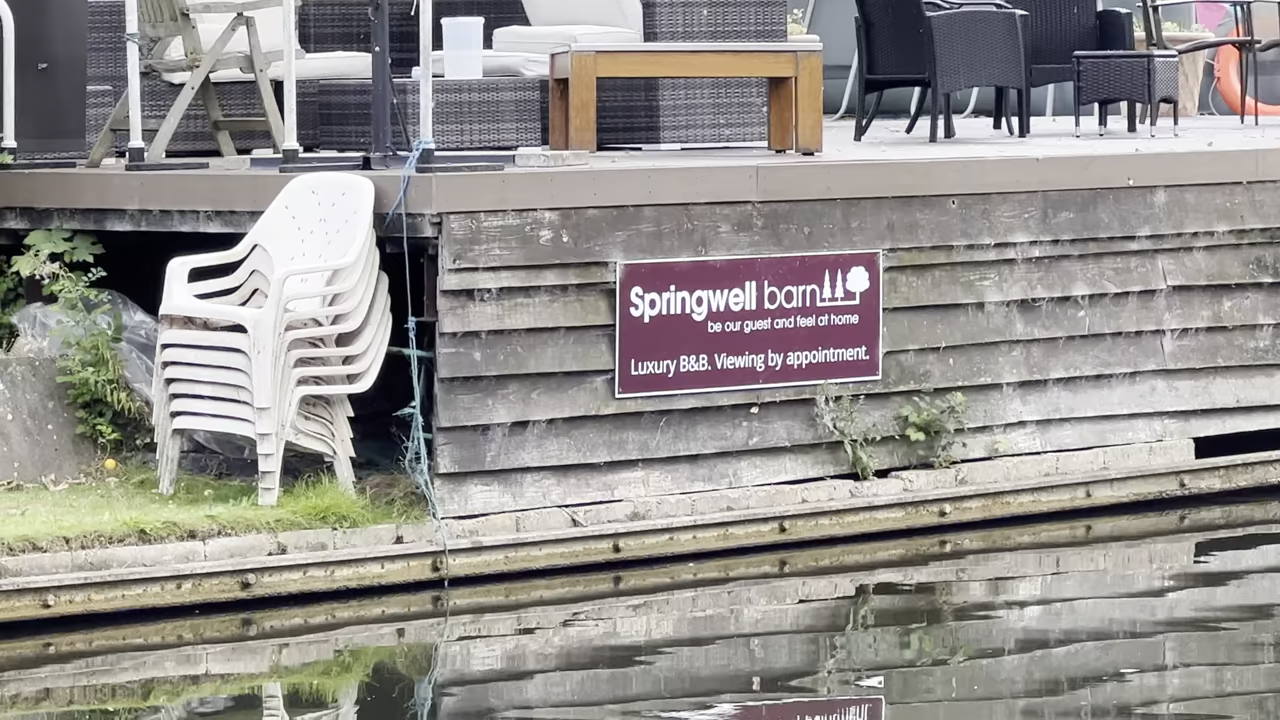 Springwell barn
be our guest and feel at home
Luxury B&B. Viewing by appointment.